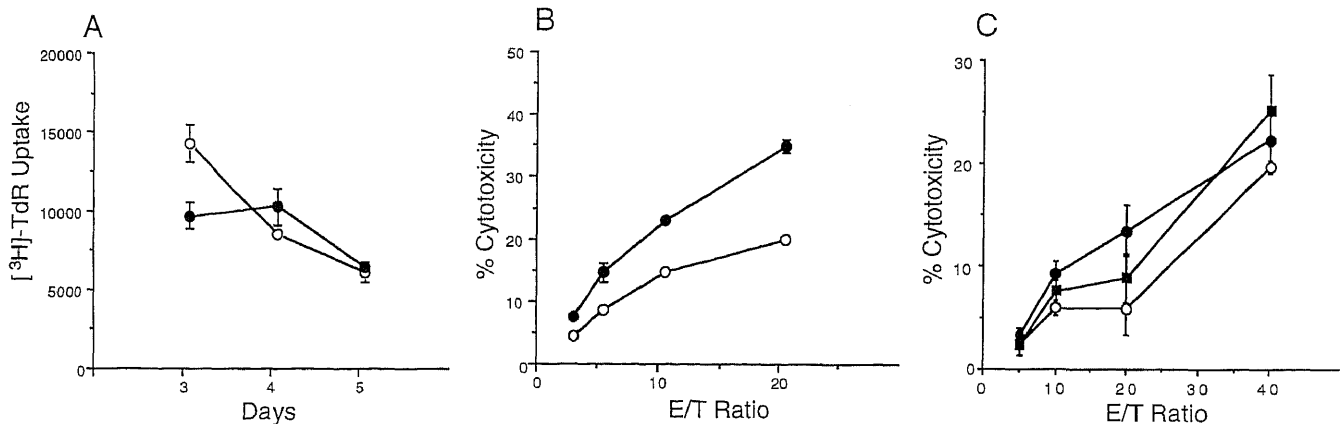 A
20000
15000
10000
5000
0
[³H]-TdR Uptake
3 4 5
Days
B
50
40
30
20
10
0
% Cytotoxicity
0 10 20
E/T Ratio
C
30
20
10
0
% Cytotoxicity
0 10 20 30 40
E/T Ratio